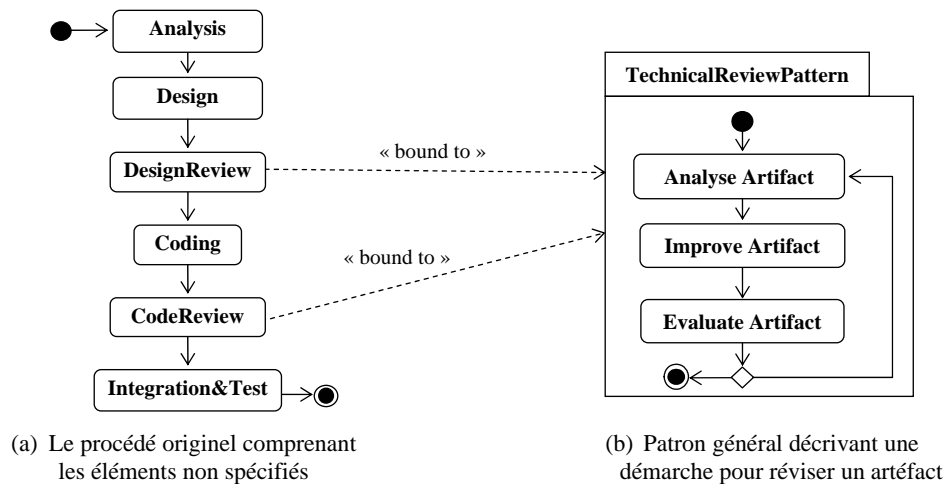 Analysis
Design
DesignReview
Coding
CodeReview
Integration&Test
« bound to »
« bound to »
TechnicalReviewPattern
Analyse Artifact
Improve Artifact
Evaluate Artifact
(a) Le procédé originel comprenant
les éléments non spécifiés
(b) Patron général décrivant une
démarche pour réviser un artéfact